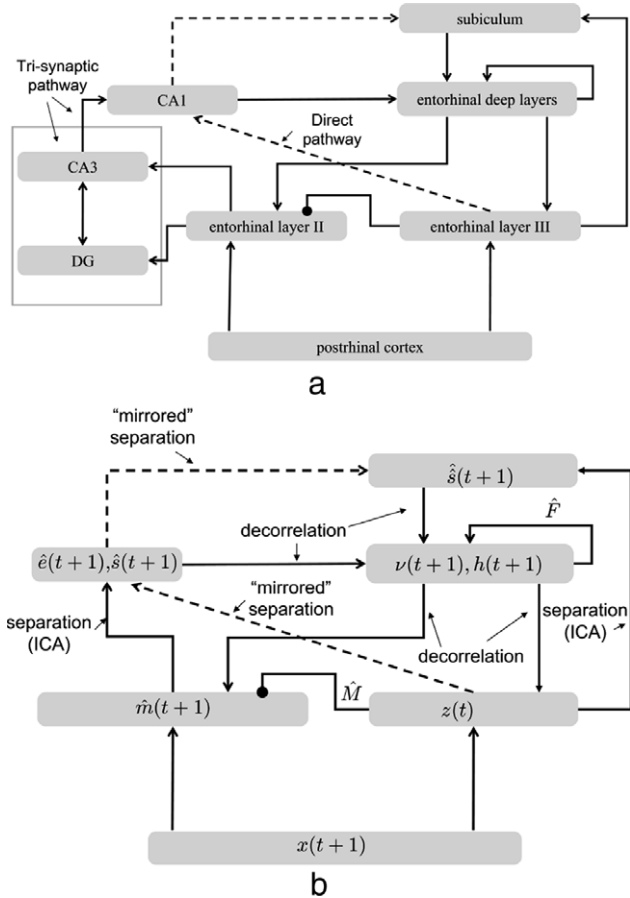 subiculum
Tri-synaptic
pathway
CA1
entorhinal deep layers
Direct
pathway
CA3
entorhinal layer II
entorhinal layer III
DG
postrhinal cortex
a
“mirrored”
separation
ŝ̂(t + 1)
F̂
decorrelation
ê(t + 1),ŝ(t + 1)
ν(t + 1), h(t + 1)
“mirrored”
separation
separation
(ICA)
separation
(ICA)
decorrelation
M̂
m̂(t + 1)
z(t)
x(t + 1)
b